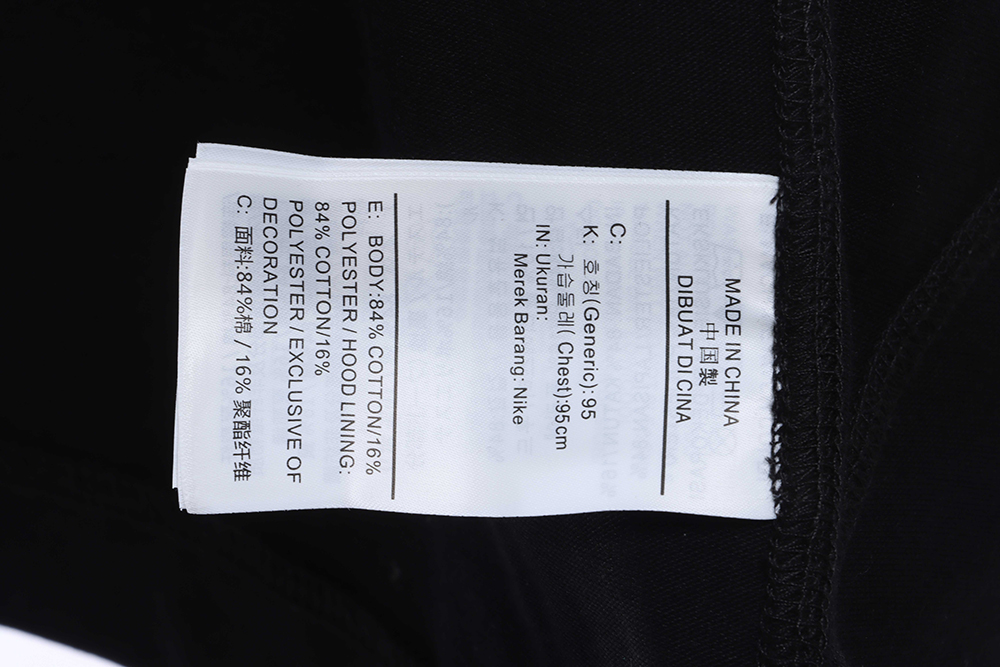 MADE IN CHINA
中国製
DIBUAT DI CINA
C:
K: 호칭(Generic): 95
가슴둘레( Chest):95cm
IN: Ukuran:
Merek Barang: Nike
E: BODY:84% COTTON/16%
POLYESTER / HOOD LINING:
84% COTTON/16%
POLYESTER / EXCLUSIVE OF
DECORATION
C: 面料:84%棉 / 16% 聚酯纤维